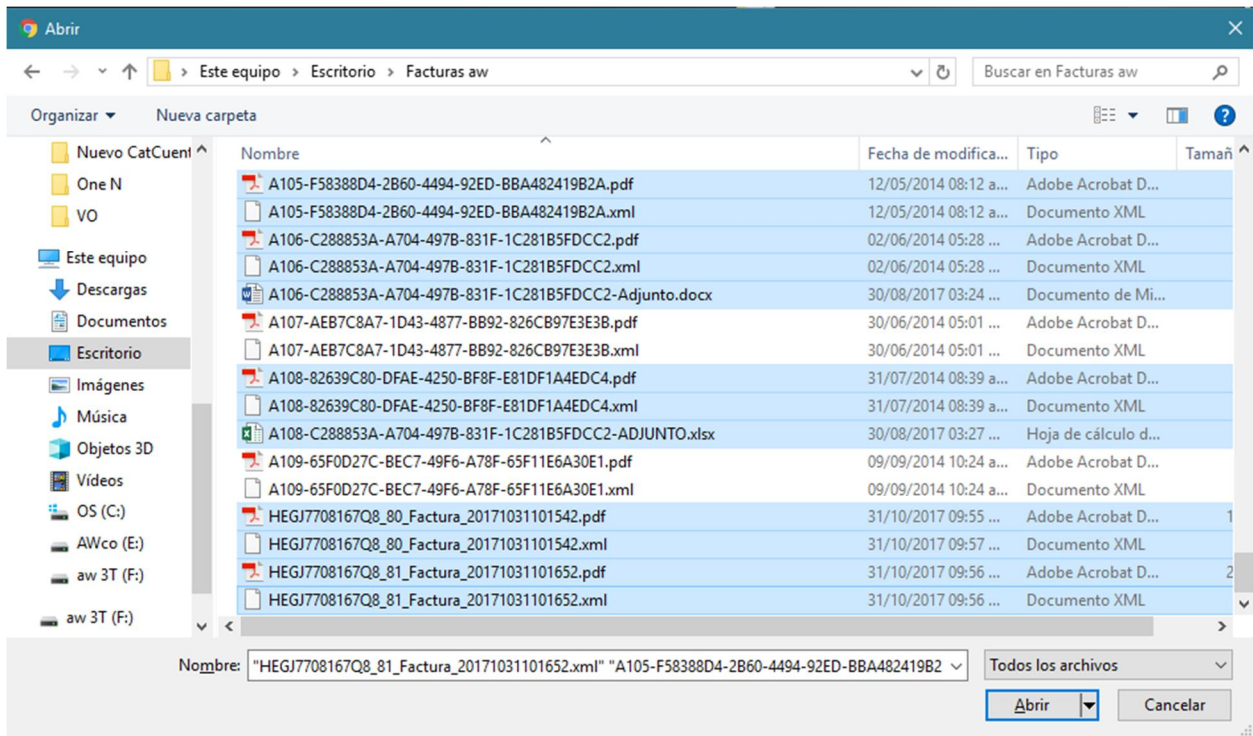 Abrir
Este equipo > Escritorio > Facturas aw
Buscar en Facturas aw
Organizar
Nueva carpeta
Nuevo CatCuent
One N
VO
Este equipo
Descargas
Documentos
Escritorio
Imágenes
Música
Objetos 3D
Vídeos
OS (C:)
AWco (E:)
aw 3T (F:)
aw 3T (F:)
Nombre Fecha de modifica... Tipo Tamañ
A105-F58388D4-2B60-4494-92ED-BBA482419B2A.pdf 12/05/2014 08:12 a... Adobe Acrobat D...
A105-F58388D4-2B60-4494-92ED-BBA482419B2A.xml 12/05/2014 08:12 a... Documento XML
A106-C288853A-A704-497B-831F-1C281B5FDCC2.pdf 02/06/2014 05:28 ... Adobe Acrobat D...
A106-C288853A-A704-497B-831F-1C281B5FDCC2.xml 02/06/2014 05:28 ... Documento XML
A106-C288853A-A704-497B-831F-1C281B5FDCC2-Adjunto.docx 30/08/2017 03:24 ... Documento de Mi...
A107-AEB7C8A7-1D43-4877-BB92-826CB97E3E3B.pdf 30/06/2014 05:01 ... Adobe Acrobat D...
A107-AEB7C8A7-1D43-4877-BB92-826CB97E3E3B.xml 30/06/2014 05:01 ... Documento XML
A108-82639C80-DFAE-4250-BF8F-E81DF1A4EDC4.pdf 31/07/2014 08:39 a... Adobe Acrobat D...
A108-82639C80-DFAE-4250-BF8F-E81DF1A4EDC4.xml 31/07/2014 08:39 a... Documento XML
A108-C288853A-A704-497B-831F-1C281B5FDCC2-ADJUNTO.xlsx 30/08/2017 03:27 ... Hoja de cálculo d...
A109-65F0D27C-BEC7-49F6-A78F-65F11E6A30E1.pdf 09/09/2014 10:24 a... Adobe Acrobat D...
A109-65F0D27C-BEC7-49F6-A78F-65F11E6A30E1.xml 09/09/2014 10:24 a... Documento XML
HEGJ7708167Q8_80_Factura_20171031101542.pdf 31/10/2017 09:55 ... Adobe Acrobat D... 1
HEGJ7708167Q8_80_Factura_20171031101542.xml 31/10/2017 09:57 ... Documento XML
HEGJ7708167Q8_81_Factura_20171031101652.pdf 31/10/2017 09:56 ... Adobe Acrobat D... 2
HEGJ7708167Q8_81_Factura_20171031101652.xml 31/10/2017 09:56 ... Documento XML
Nombre: "HEGJ7708167Q8_81_Factura_20171031101652.xml" "A105-F58388D4-2B60-4494-92ED-BBA482419B2 Todos los archivos
Abrir Cancelar